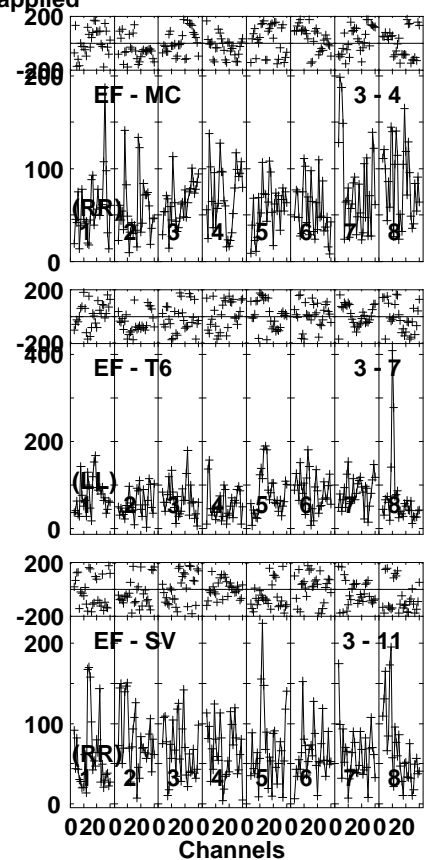 applied
200
-200
200
EF - MC 3 - 4
100
(RR)
1 2 3 4 5 6 7 8
0
200
-200
400
EF - T6 3 - 7
200
(LL)
1 2 3 4 5 6 7 8
0
200
-200
200
EF - SV 3 - 11
100
(RR)
1 2 3 4 5 6 7 8
0
0 20 0 20 0 20 0 20 0 20 0 20 0 20 0 20
Channels